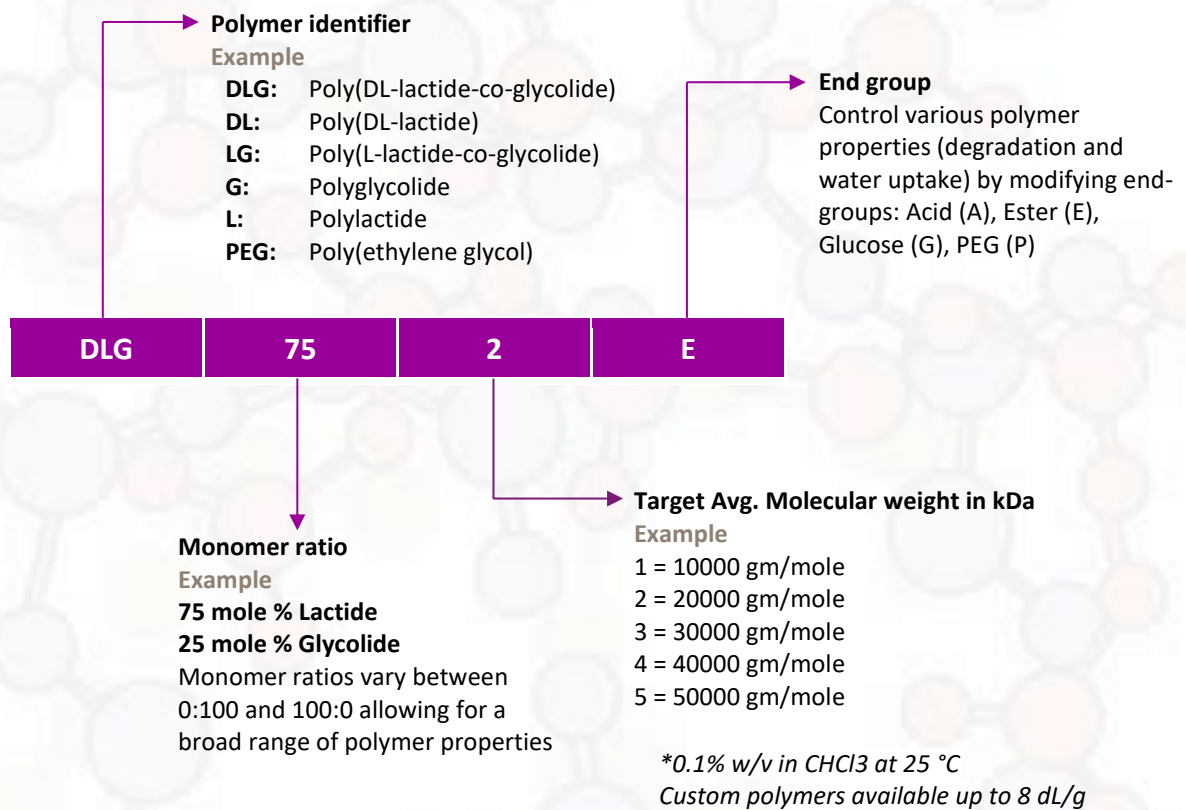 Polymer identifier
Example
DLG: Poly(DL-lactide-co-glycolide)
DL: Poly(DL-lactide)
LG: Poly(L-lactide-co-glycolide)
G: Polyglycolide
L: Polylactide
PEG: Poly(ethylene glycol)
End group
Control various polymer
properties (degradation and
water uptake) by modifying end-
groups: Acid (A), Ester (E),
Glucose (G), PEG (P)
DLG 75 2 E
Monomer ratio
Example
75 mole % Lactide
25 mole % Glycolide
Monomer ratios vary between
0:100 and 100:0 allowing for a
broad range of polymer properties
Target Avg. Molecular weight in kDa
Example
1 = 10000 gm/mole
2 = 20000 gm/mole
3 = 30000 gm/mole
4 = 40000 gm/mole
5 = 50000 gm/mole
*0.1% w/v in CHCl3 at 25 °C
Custom polymers available up to 8 dL/g